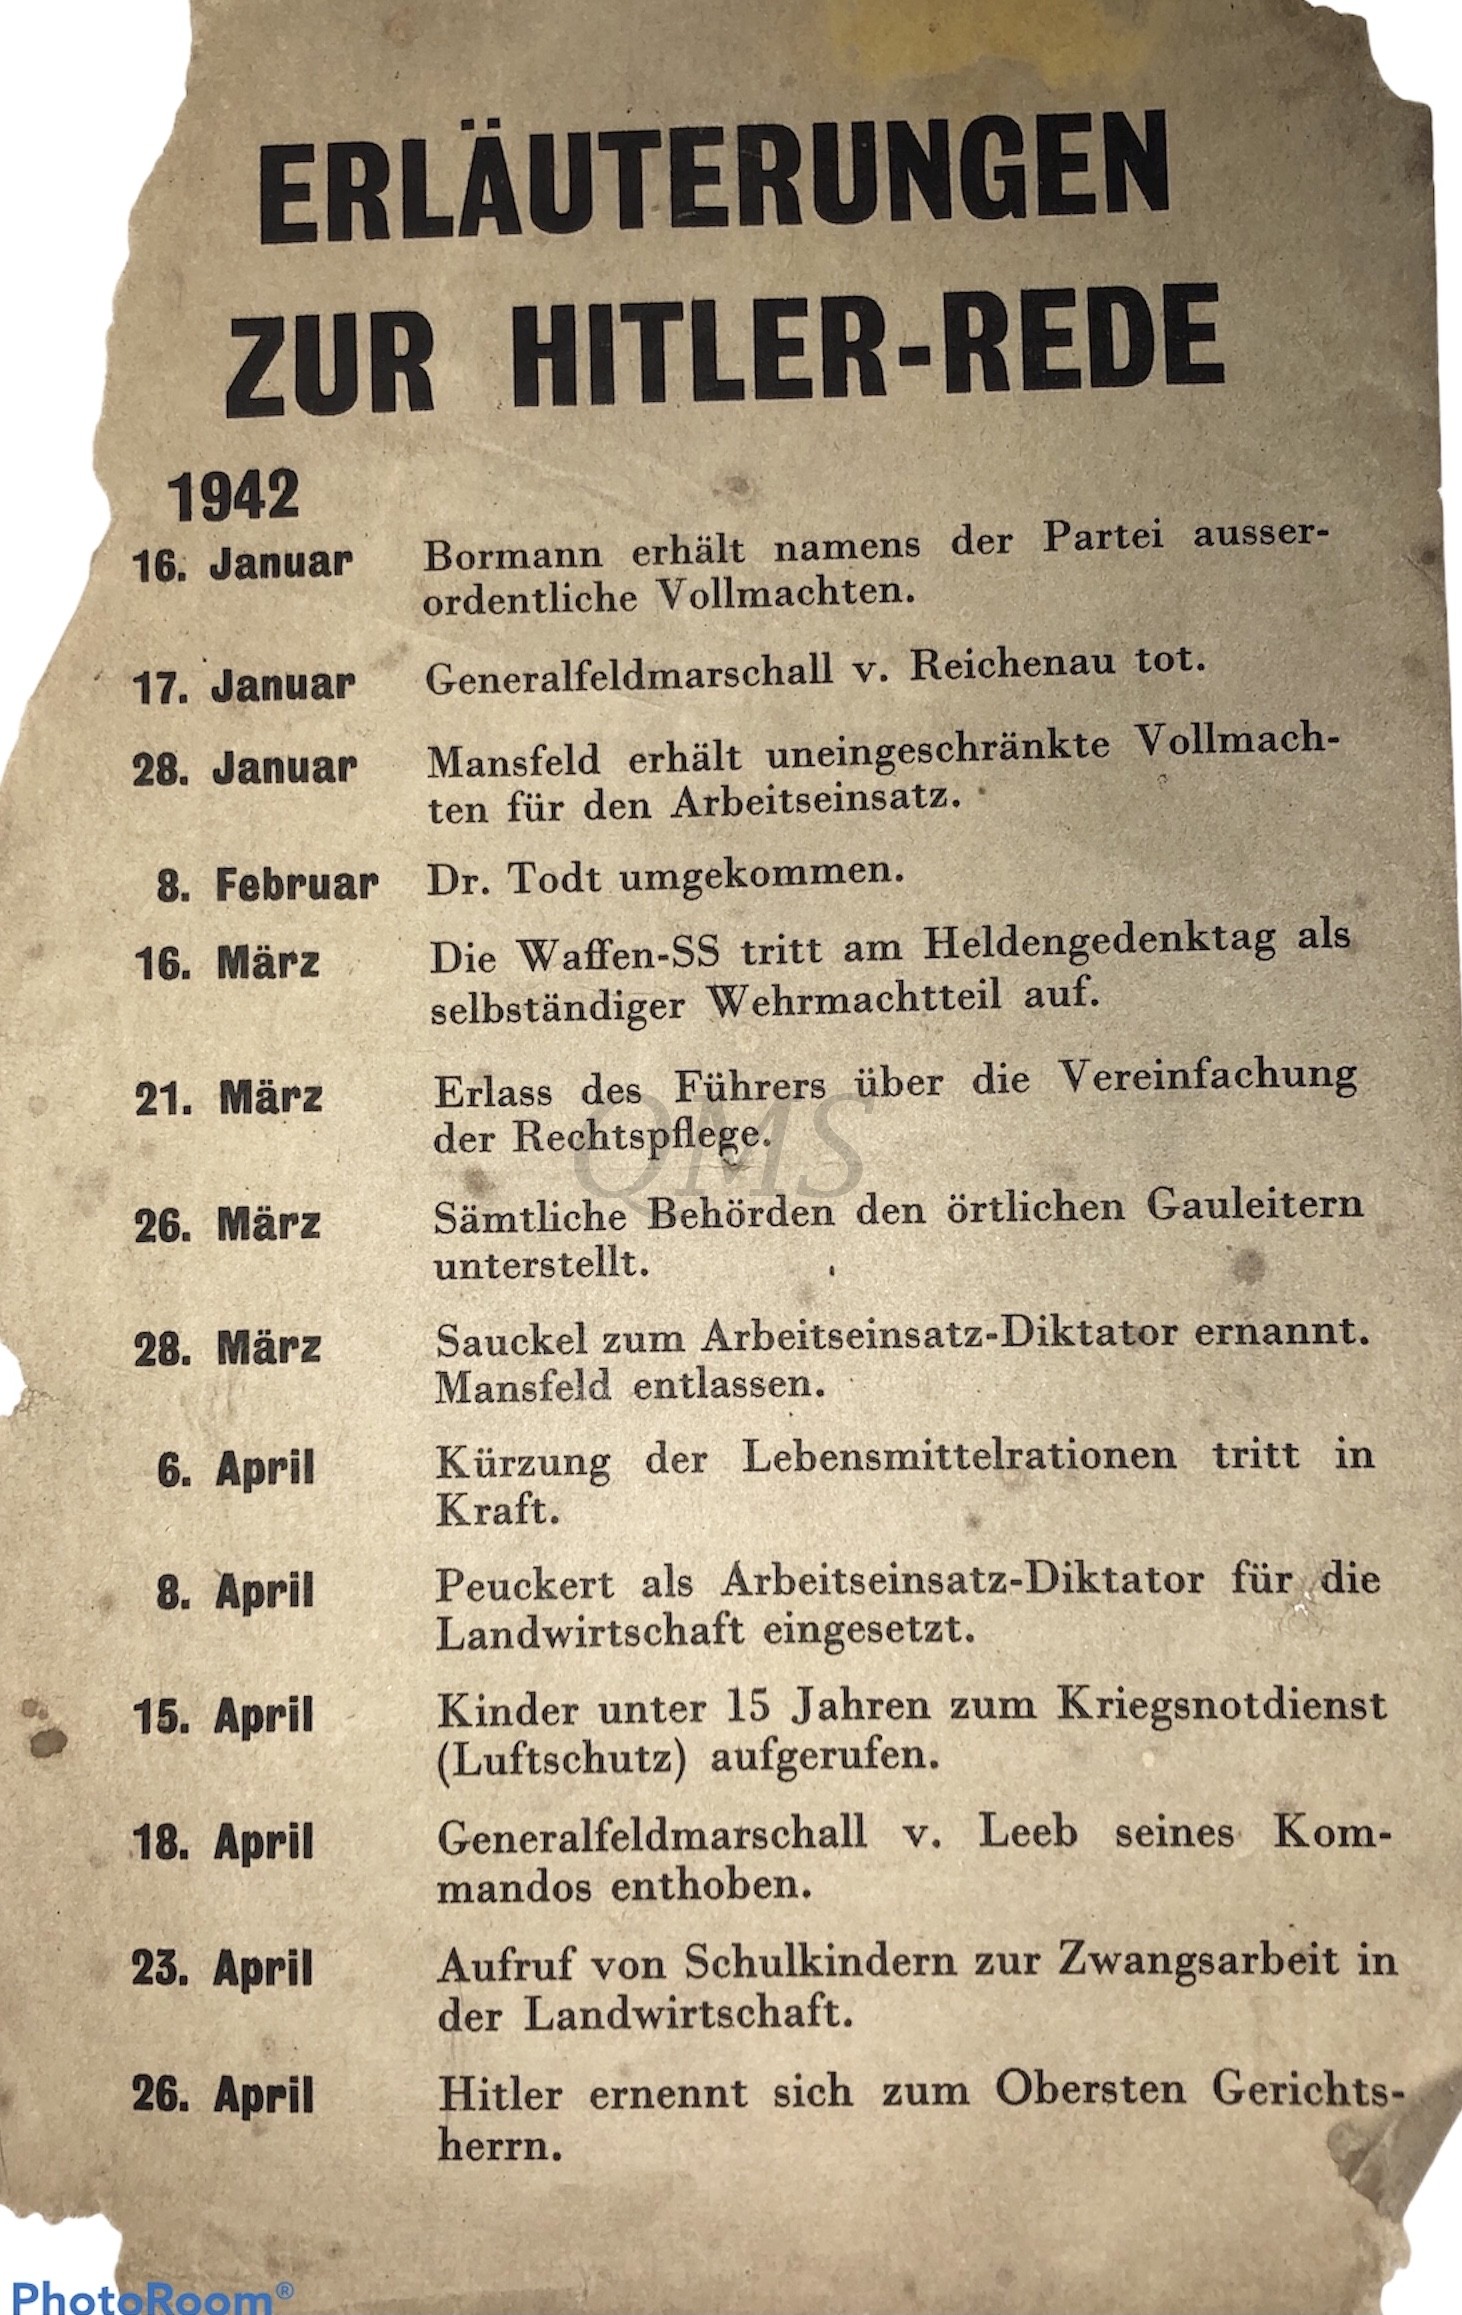 ERLÄUTERUNGEN
ZUR HITLER-REDE
1942
16. Januar Bormann erhält namens der Partei ausser-
ordentliche Vollmachten.
17. Januar Generalfeldmarschall v. Reichenau tot.
28. Januar Mansfeld erhält uneingeschränkte Vollmach-
ten für den Arbeitseinsatz.
8. Februar Dr. Todt umgekommen.
16. März Die Waffen-SS tritt am Heldengedenktag als
selbständiger Wehrmachtteil auf.
21. März Erlass des Führers über die Vereinfachung
der Rechtspflege.
QMS
26. März Sämtliche Behörden den örtlichen Gauleitern
unterstellt.
28. März Sauckel zum Arbeitseinsatz-Diktator ernannt.
Mansfeld entlassen.
6. April Kürzung der Lebensmittelrationen tritt in
Kraft.
8. April Peuckert als Arbeitseinsatz-Diktator für die
Landwirtschaft eingesetzt.
15. April Kinder unter 15 Jahren zum Kriegsnotdienst
(Luftschutz) aufgerufen.
18. April Generalfeldmarschall v. Leeb seines Kom-
mandos enthoben.
23. April Aufruf von Schulkindern zur Zwangsarbeit in
der Landwirtschaft.
26. April Hitler ernennt sich zum Obersten Gerichts-
herrn.
PhotoRoom®